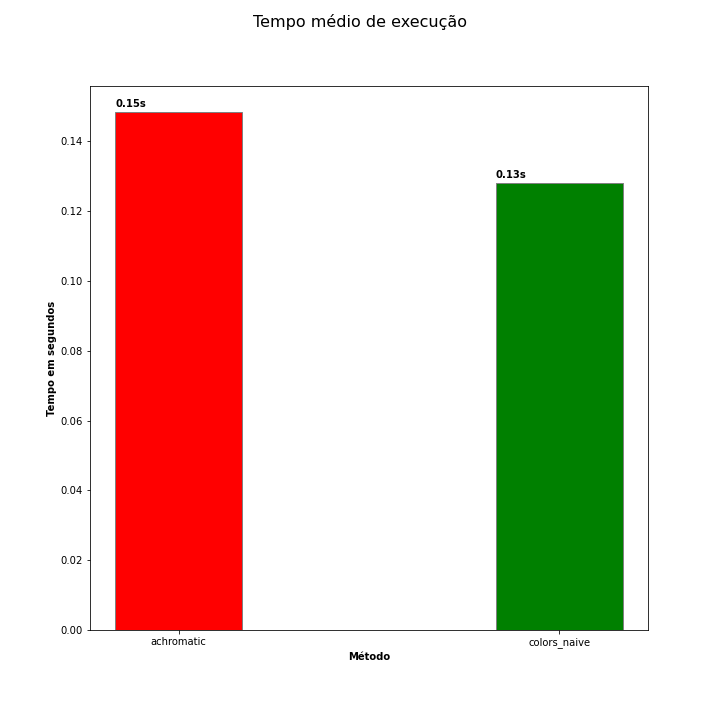 Tempo médio de execução
0.15s
0.13s
0.14
0.12
0.10
0.08
0.06
0.04
0.02
0.00
Tempo em segundos
achromatic
colors_naive
Método